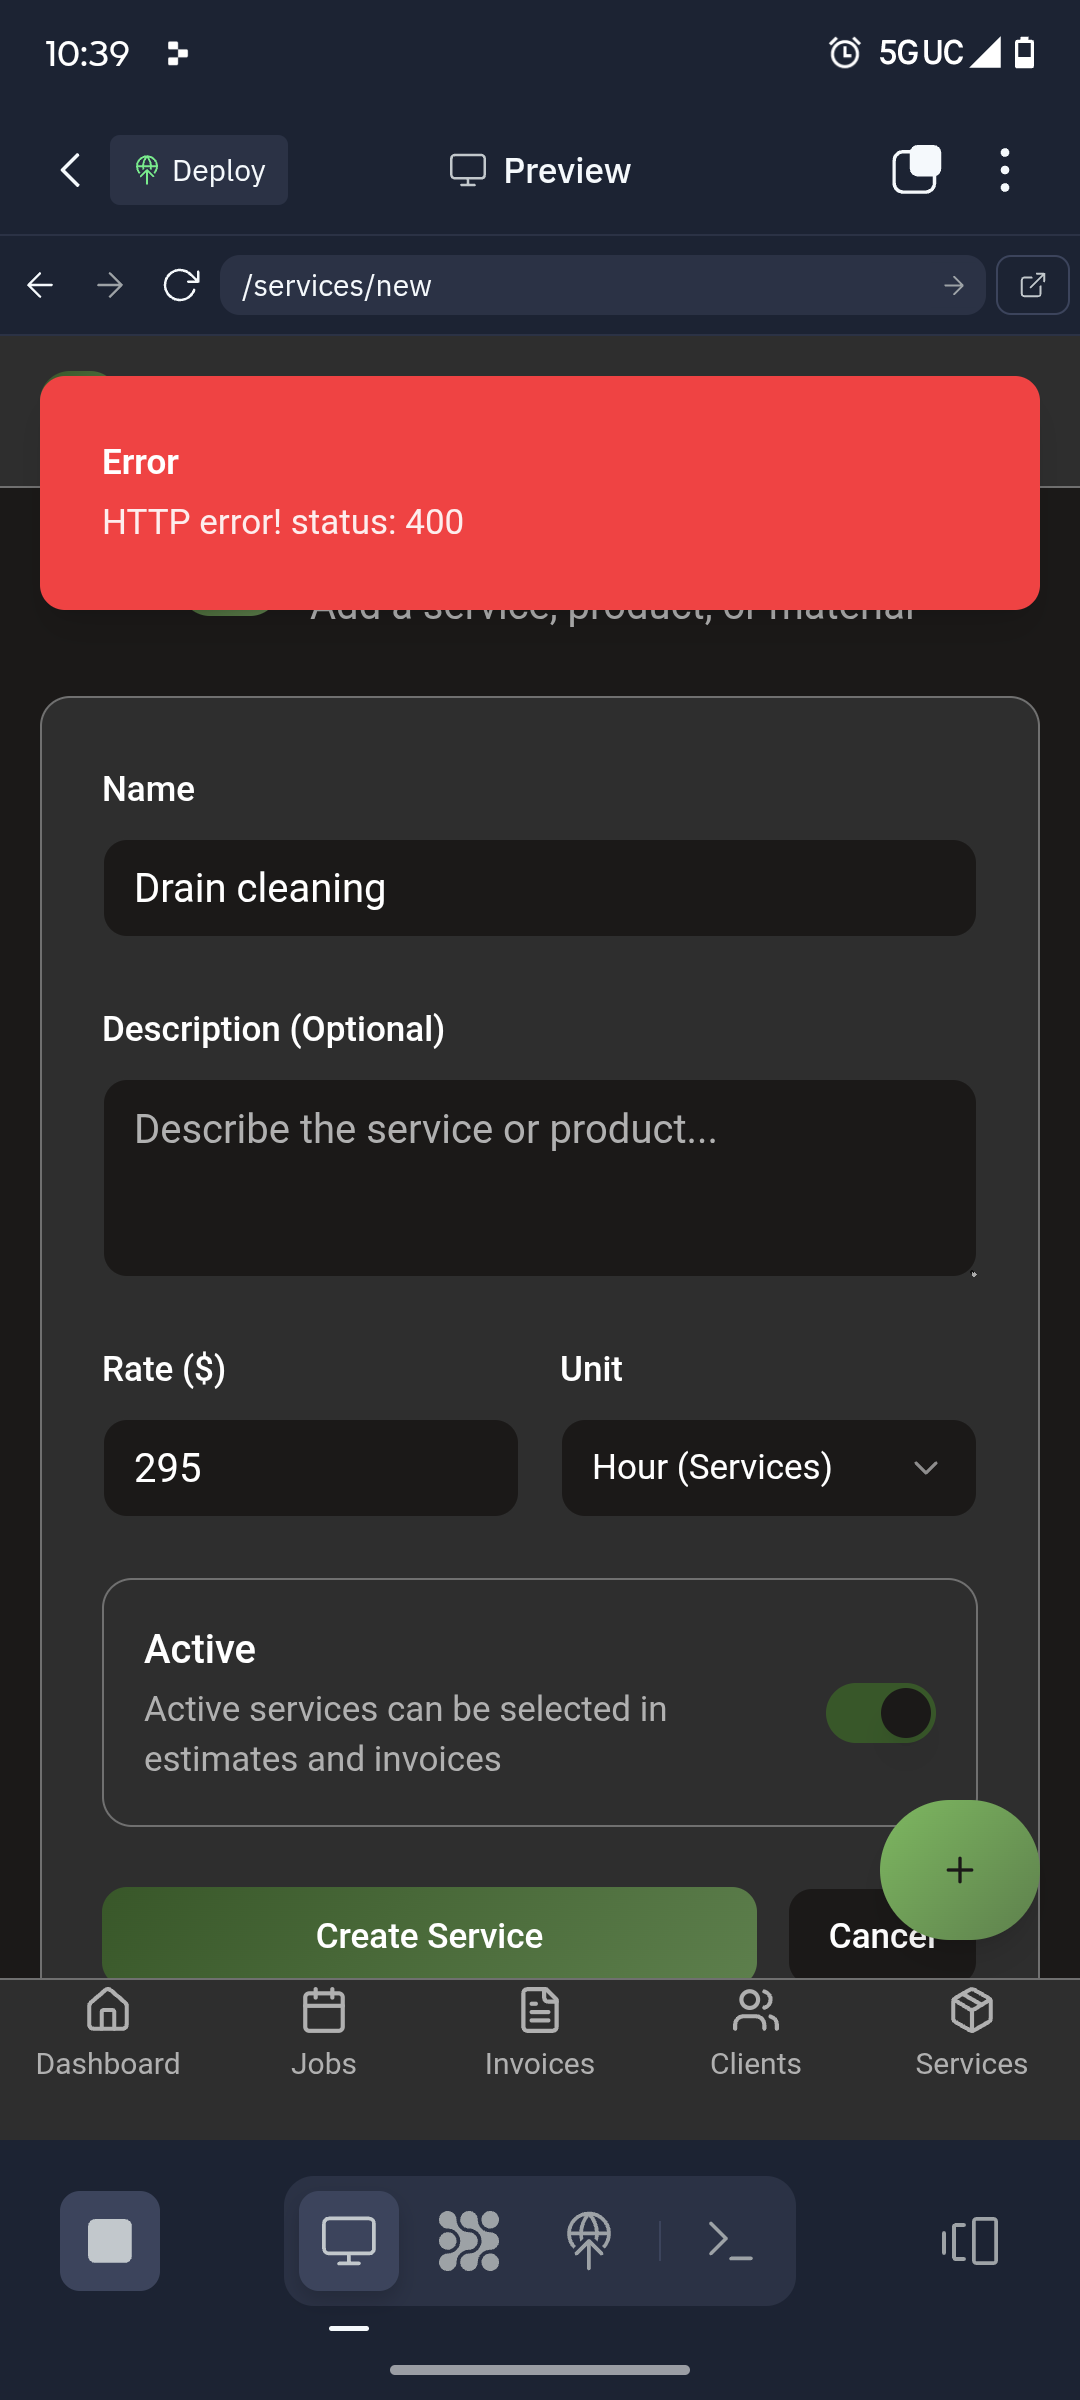 10:39
5G UC
Deploy
Preview
/services/new
Error
HTTP error! status: 400
Add a service, product, or material
Name
Drain cleaning
Description (Optional)
Describe the service or product...
Rate ($)
Unit
295
Hour (Services)
Active
Active services can be selected in
estimates and invoices
Create Service
Cancel
Dashboard
Jobs
Invoices
Clients
Services